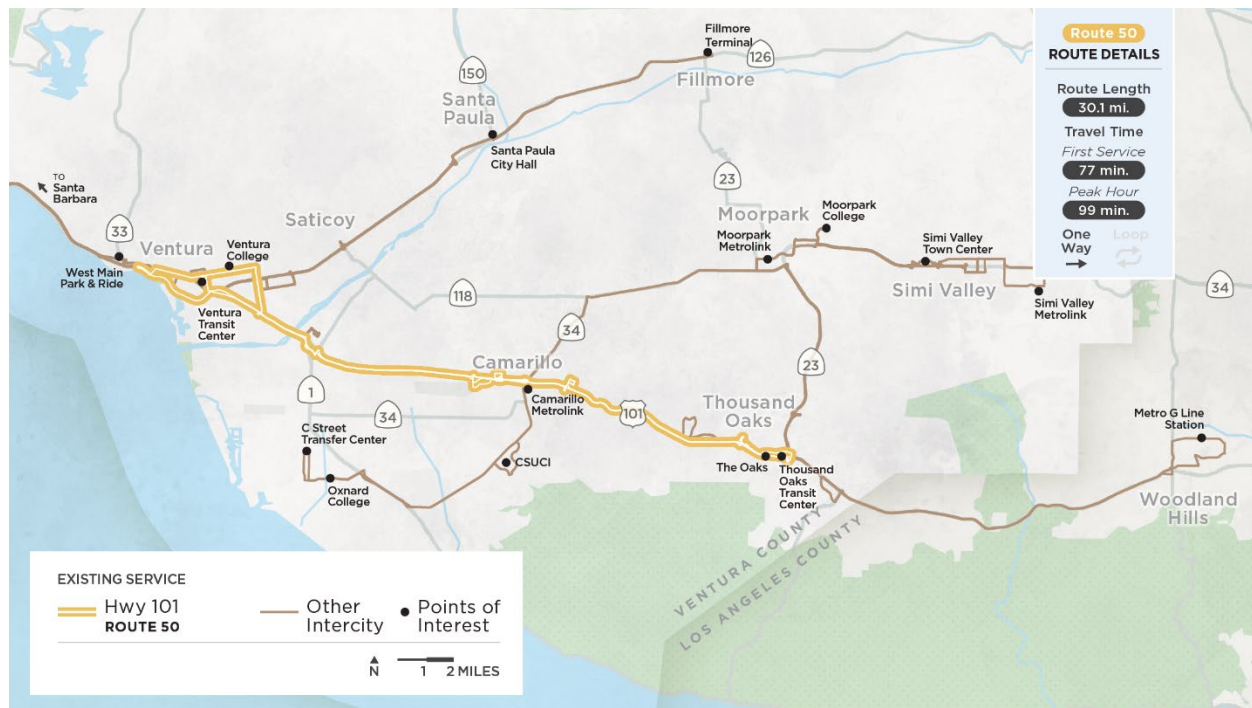 Fillmore
Terminal
126
Fillmore
150
Santa
Paula
Santa Paula
City Hall
TO
Santa
Barbara
33
Ventura
Ventura
College
West Main
Park & Ride
Ventura
Transit
Center
Saticoy
118
23
Moorpark
Moorpark
College
Moorpark
Metrolink
Simi Valley
Town Center
Simi Valley
Simi Valley
Metrolink
34
34
Camarillo
Camarillo
Metrolink
1
34
C Street
Transfer Center
Oxnard
College
CSUCI
101
23
Thousand
Oaks
The Oaks
Thousand
Oaks
Transit
Center
Metro G Line
Station
Woodland
Hills
VENTURA COUNTY
LOS ANGELES COUNTY
Route 50
ROUTE DETAILS
Route Length
30.1 mi.
Travel Time
First Service
77 min.
Peak Hour
99 min.
One
Way
Loop
EXISTING SERVICE
Hwy 101
ROUTE 50
Other
Intercity
Points of
Interest
N
1 2 MILES